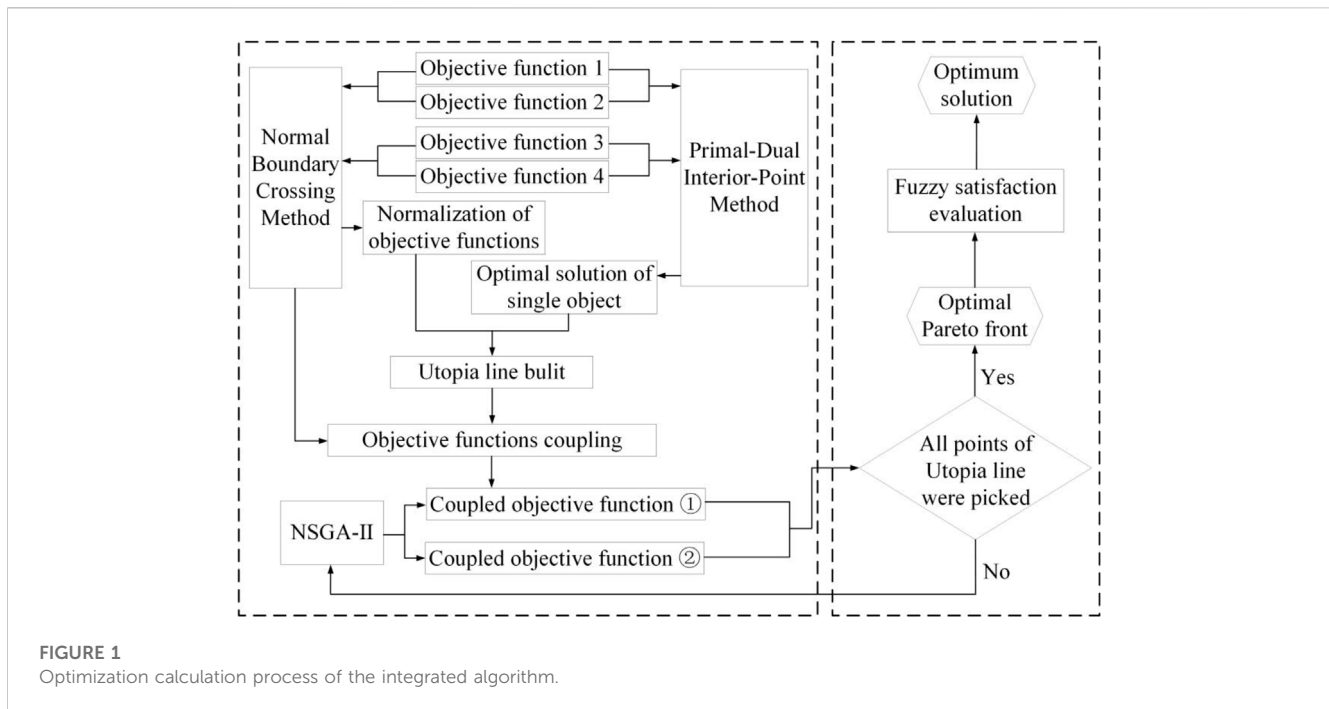 Objective function 1
Objective function 2
Objective function 3
Objective function 4
Normal
Boundary
Crossing
Method
Primal-Dual
Interior-Point
Method
Normalization of
objective functions
Optimal solution of
single object
Utopia line bulit
Objective functions coupling
NSGA-II
Coupled objective function ①
Coupled objective function ②
Optimum
solution
Fuzzy satisfaction
evaluation
Optimal
Pareto front
Yes
All points of
Utopia line
were picked
No
FIGURE 1
Optimization calculation process of the integrated algorithm.